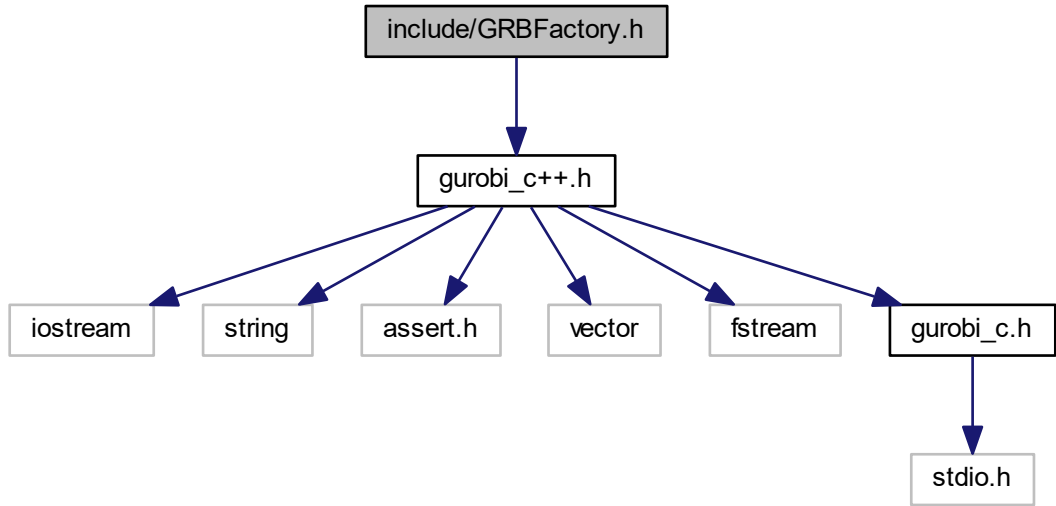 include/GRBFactory.h
gurobi_c++.h
iostream
string
assert.h
vector
fstream
gurobi_c.h
stdio.h